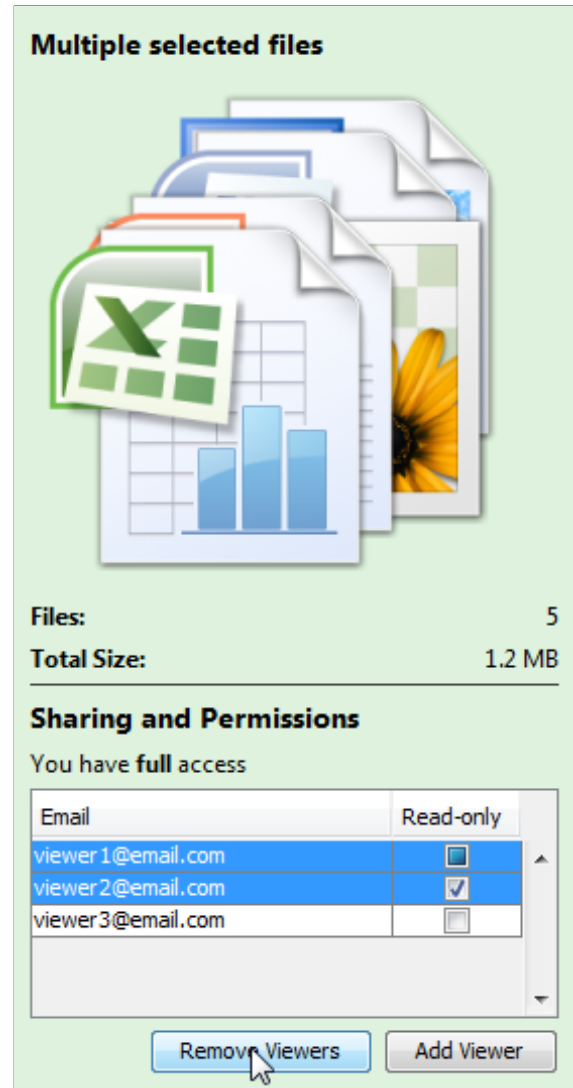 Multiple selected files
Files: 5
Total Size: 1.2 MB
Sharing and Permissions
You have full access
Email Read-only
viewer1@email.com
viewer2@email.com
viewer3@email.com
Remove Viewers Add Viewer